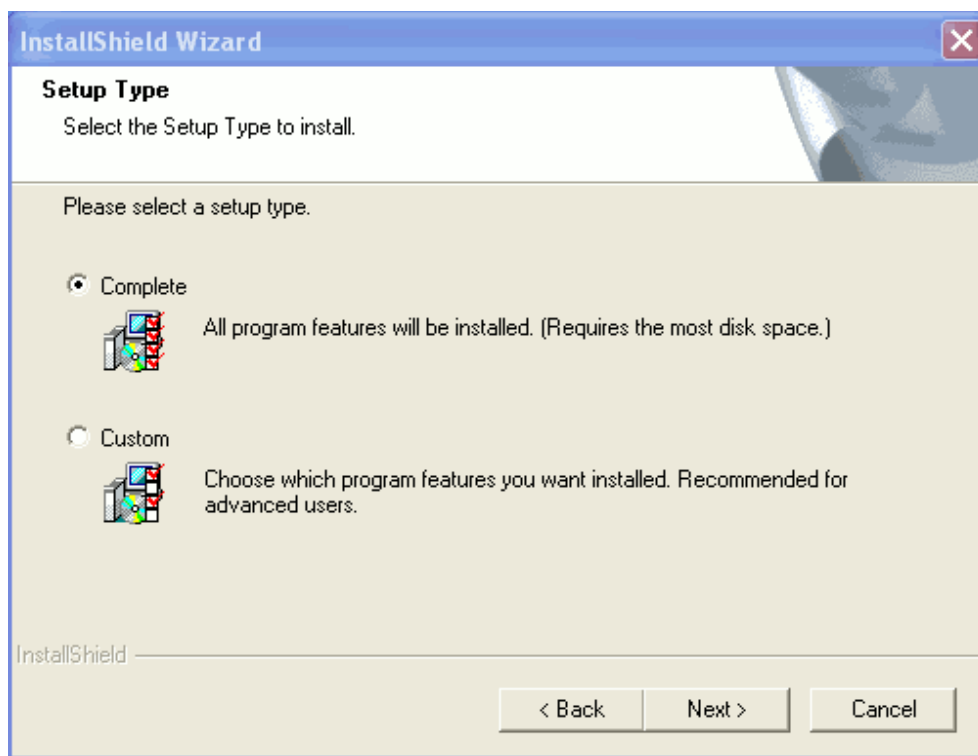 InstallShield Wizard
Setup Type
Select the Setup Type to install.
Please select a setup type.
Complete
All program features will be installed. (Requires the most disk space.)
Custom
Choose which program features you want installed. Recommended for
advanced users.
InstallShield
< Back
Next >
Cancel